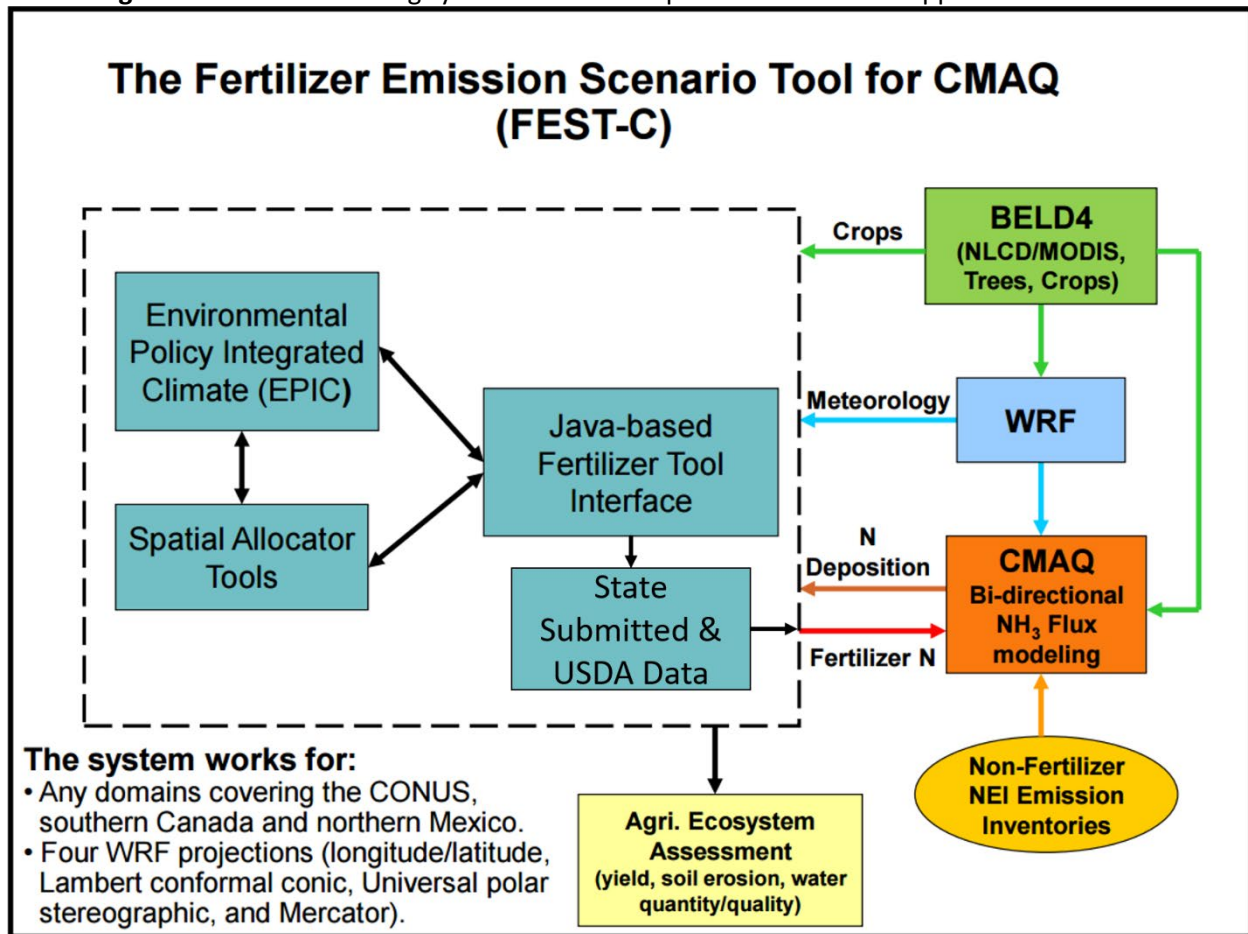 The Fertilizer Emission Scenario Tool for CMAQ
(FEST-C)
BELD4
(NLCD/MODIS,
Trees, Crops)
Crops
Environmental
Policy Integrated
Climate (EPIC)
Meteorology
WRF
Java-based
Fertilizer Tool
Interface
Spatial Allocator
Tools
N
Deposition
CMAQ
Bi-directional
NH₃ Flux
modeling
State
Submitted &
USDA Data
Fertilizer N
Non-Fertilizer
NEI Emission
Inventories
The system works for:
• Any domains covering the CONUS,
southern Canada and northern Mexico.
• Four WRF projections (longitude/latitude,
Lambert conformal conic, Universal polar
stereographic, and Mercator).
Agri. Ecosystem
Assessment
(yield, soil erosion, water
quantity/quality)